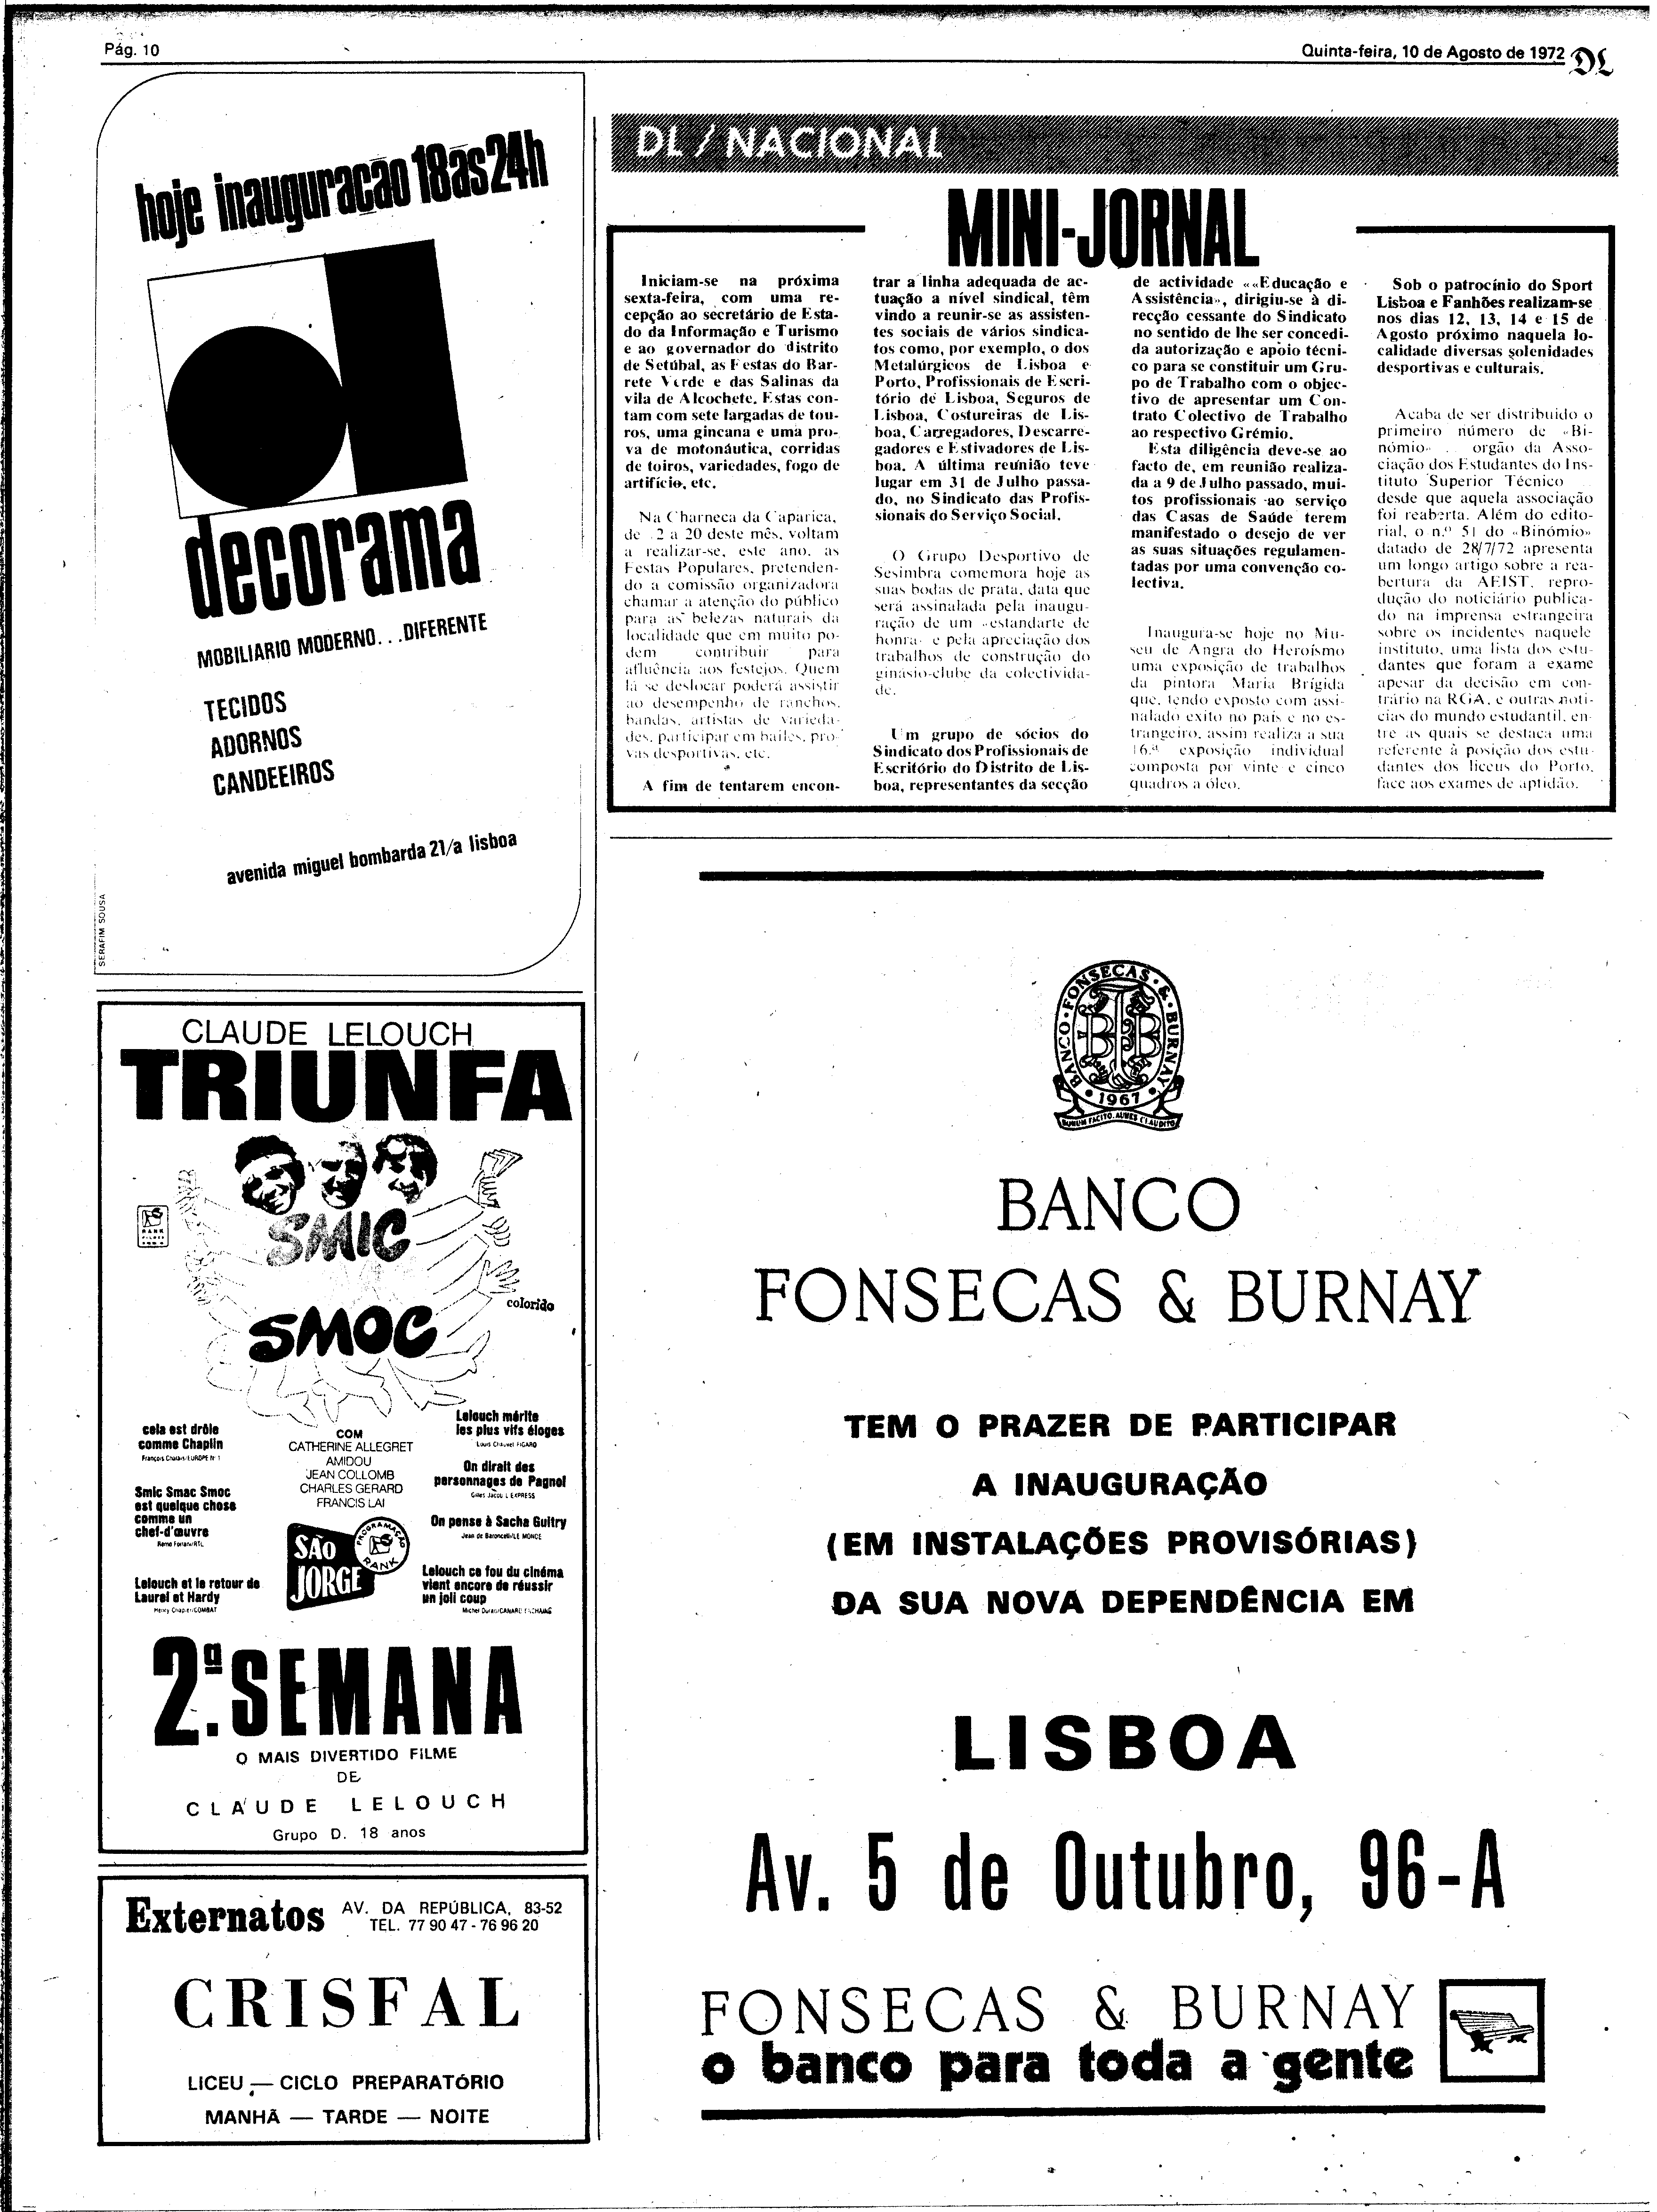 Pág. 10
Quinta-feira, 10 de Agosto de 1972 DL
hoje inauguração 18às24h
decorama
MOBILIARIO MODERNO...DIFERENTE
TECIDOS
ADORNOS
CANDEEIROS
avenida miguel bombarda 21/a lisboa
SERAFIM SOUSA
CLAUDE LELOUCH
TRIUNFA
SMIC
SMOC
colorido
cela est drôle
comme Chaplin
Smic Smac Smoc
est quelque chose
comme un
chef-d'œuvre
Lelouch et le retour de
Laurel et Hardy
Henry Chapier/COMBAT
COM
CATHERINE ALLEGRET
AMIDOU
JEAN COLLOMB
CHARLES GERARD
FRANCIS LAI
SÃO
JORGE
PROGRAMAÇÃO
RANK
Lelouch mérite
les plus vifs éloges
Louis Chauvet FIGARO
On dirait des
personnages de Pagnol
On pense à Sacha Guitry
Jean de Baroncelli/LE MONDE
Lelouch ce fou du cinéma
vient encore de réussir
un joli coup
2.ª SEMANA
O MAIS DIVERTIDO FILME
DE
CLAUDE LELOUCH
Grupo D. 18 anos
Externatos
AV. DA REPÚBLICA, 83-52
TEL. 77 90 47 - 76 96 20
CRISFAL
LICEU — CICLO PREPARATÓRIO
MANHÃ — TARDE — NOITE
DL / NACIONAL
MINI-JORNAL
Iniciam-se na próxima
sexta-feira, com uma re-
cepção ao secretário de Esta-
do da Informação e Turismo
e ao governador do distrito
de Setúbal, as Festas do Bar-
rete Verde e das Salinas da
vila de Alcochete. Estas con-
tam com sete largadas de tou-
ros, uma gincana e uma pro-
va de motonáutica, corridas
de toiros, variedades, fogo de
artifício, etc.
Na Charneca da Caparica,
de 2 a 20 deste mês, voltam
a realizar-se, este ano, as
Festas Populares, pretenden-
do a comissão organizadora
chamar a atenção do público
para as belezas naturais da
localidade que em muito po-
dem contribuir para
afluência aos festejos. Quem
lá se deslocar poderá assistir
ao desempenho de ranchos,
bandas, artistas de varieda-
des, participar em bailes, pro-
vas desportivas, etc.
A fim de tentarem encon-
trar a linha adequada de ac-
tuação a nível sindical, têm
vindo a reunir-se as assisten-
tes sociais de vários sindica-
tos como, por exemplo, o dos
Metalúrgicos de Lisboa e
Porto, Profissionais de Escri-
tório de Lisboa, Seguros de
Lisboa, Costureiras de Lis-
boa, Carregadores, Descarre-
gadores e Estivadores de Lis-
boa. A última reunião teve
lugar em 31 de Julho passa-
do, no Sindicato das Profis-
sionais do Serviço Social.
O Grupo Desportivo de
Sesimbra comemora hoje as
suas bodas de prata, data que
será assinalada pela inaugu-
ração de um «estandarte de
honra» e pela apreciação dos
trabalhos de construção do
ginásio-clube da colectivida-
de.
Um grupo de sócios do
Sindicato dos Profissionais de
Escritório do Distrito de Lis-
boa, representantes da secção
de actividade ««Educação e
Assistência», dirigiu-se à di-
recção cessante do Sindicato
no sentido de lhe ser concedi-
da autorização e apoio técni-
co para se constituir um Gru-
po de Trabalho com o objec-
tivo de apresentar um Con-
trato Colectivo de Trabalho
ao respectivo Grémio.
Esta diligência deve-se ao
facto de, em reunião realiza-
da a 9 de Julho passado, mui-
tos profissionais ao serviço
das Casas de Saúde terem
manifestado o desejo de ver
as suas situações regulamen-
tadas por uma convenção co-
lectiva.
Inaugura-se hoje no Mu-
seu de Angra do Heroísmo
uma exposição de trabalhos
da pintora Maria Brígida
que, tendo exposto com assi-
nalado exito no país e no es-
trangeiro, assim realiza a sua
16.ª exposição individual
composta por vinte e cinco
quadros a óleo.
Sob o patrocínio do Sport
Lisboa e Fanhões realizam-se
nos dias 12, 13, 14 e 15 de
Agosto próximo naquela lo-
calidade diversas solenidades
desportivas e culturais.
Acaba de ser distribuido o
primeiro número de «Bi-
nómio» orgão da Asso-
ciação dos Estudantes do Ins-
tituto Superior Técnico
desde que aquela associação
foi reaberta. Além do edito-
rial, o n.º 51 do «Binómio»
datado de 28/7/72 apresenta
um longo artigo sobre a rea-
bertura da AEIST, repro-
dução do noticiário publica-
do na imprensa estrangeira
sobre os incidentes naquele
instituto, uma lista dos estu-
dantes que foram a exame
apesar da decisão em con-
trário na RGA, e outras notí-
cias do mundo estudantil, en-
tre as quais se destaca uma
referente à posição dos estu-
dantes dos liceus do Porto,
face aos exames de aptidão.
BANCO · FONSECAS · & · BURNAY
1967
BANCO
FONSECAS & BURNAY
TEM O PRAZER DE PARTICIPAR
A INAUGURAÇÃO
(EM INSTALAÇÕES PROVISÓRIAS)
DA SUA NOVA DEPENDÊNCIA EM
LISBOA
Av. 5 de Outubro, 96-A
FONSECAS & BURNAY
o banco para toda a gente